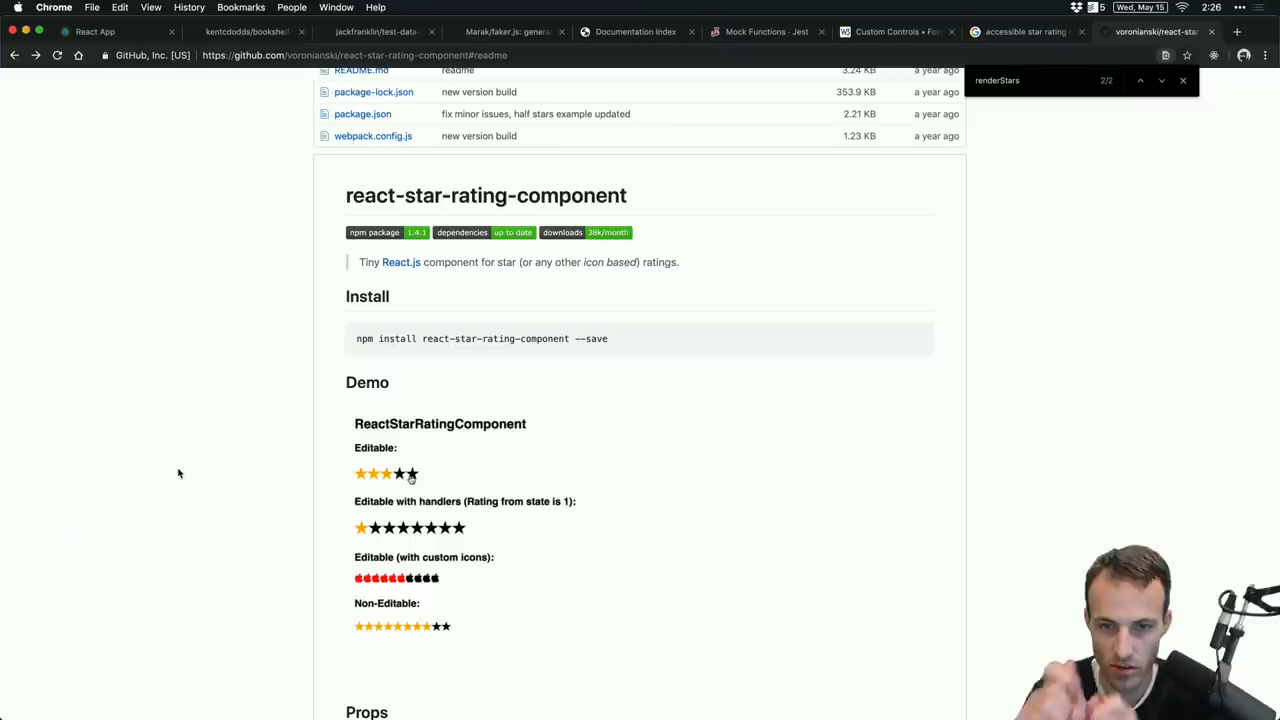 Chrome File Edit View History Bookmarks People Window Help 5 Wed, May 15 2:26
React App kentcdodds/bookshelf jackfranklin/test-data- Marak/faker.js: genera Documentation Index Mock Functions · Jest Custom Controls • For accessible star rating voronianski/react-star
GitHub, Inc. [US] https://github.com/voronianski/react-star-rating-component#readme
renderStars 2/2
README.md readme 3.24 KB a year ago
package-lock.json new version build 353.9 KB a year ago
package.json fix minor issues, half stars example updated 2.21 KB a year ago
webpack.config.js new version build 1.23 KB a year ago
react-star-rating-component
npm package 1.4.1 dependencies up to date downloads 38k/month
Tiny React.js component for star (or any other icon based) ratings.
Install
npm install react-star-rating-component --save
Demo
ReactStarRatingComponent
Editable:
Editable with handlers (Rating from state is 1):
Editable (with custom icons):
Non-Editable:
Props